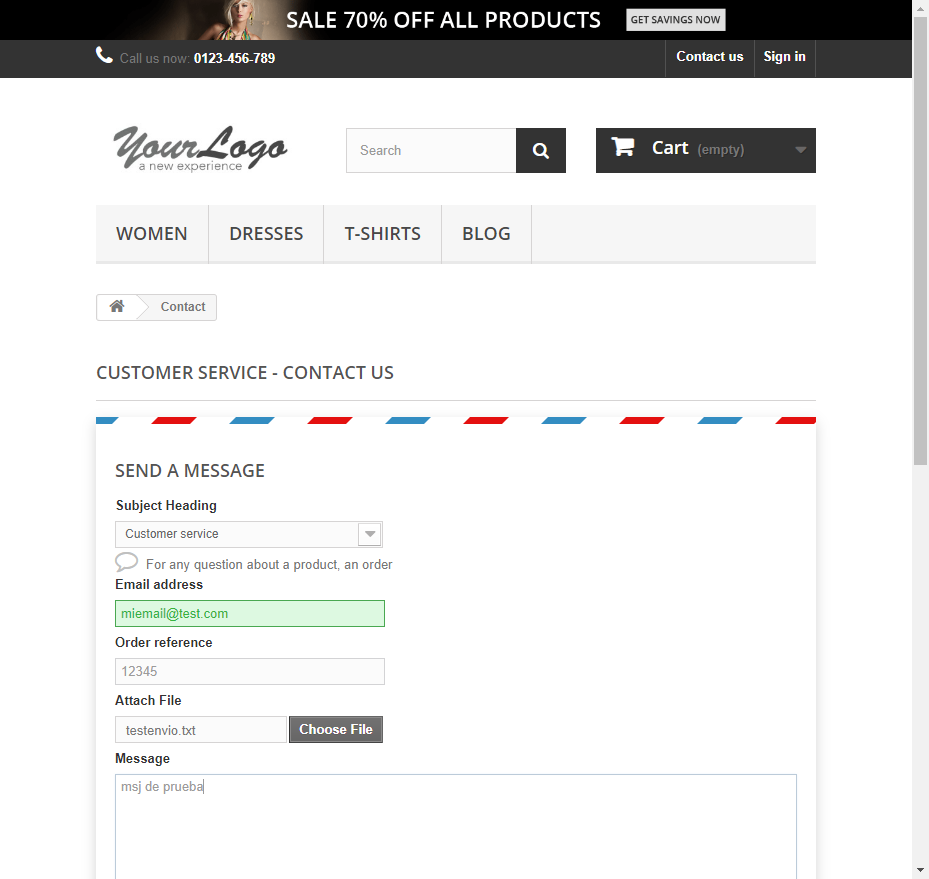 SALE 70% OFF ALL PRODUCTS GET SAVINGS NOW
Call us now: 0123-456-789 Contact us Sign in
YourLogo
a new experience
Search
Cart (empty)
WOMEN DRESSES T-SHIRTS BLOG
Contact
CUSTOMER SERVICE - CONTACT US
SEND A MESSAGE
Subject Heading
Customer service
For any question about a product, an order
Email address
miemail@test.com
Order reference
12345
Attach File
testenvio.txt Choose File
Message
msj de prueba